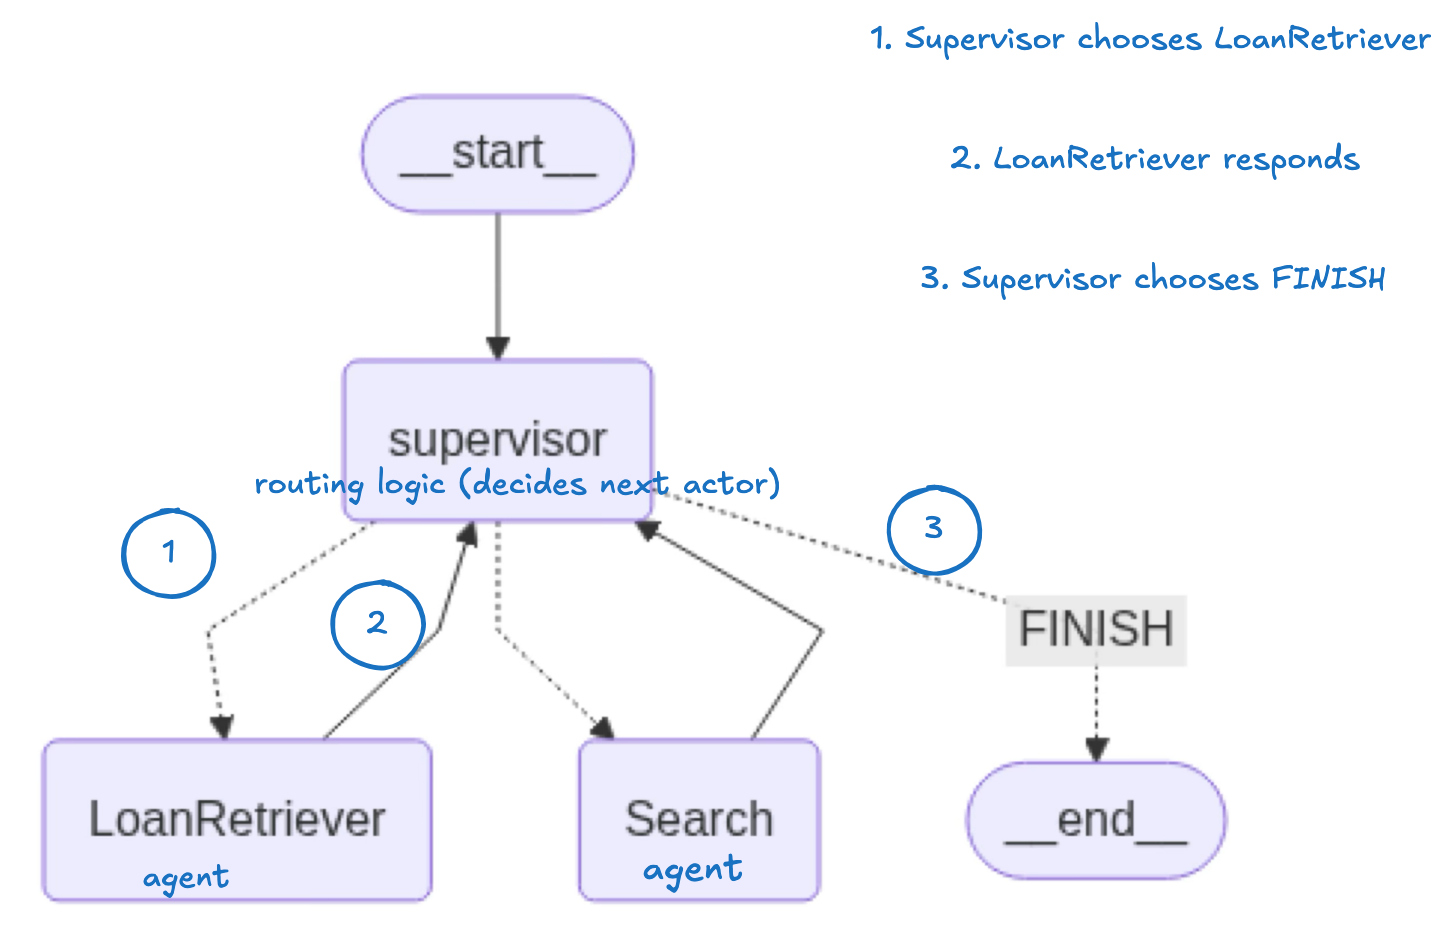 1. Supervisor chooses LoanRetriever
__start__
2. LoanRetriever responds
3. Supervisor chooses FINISH
supervisor
routing logic (decides next actor)
1
2
3
FINISH
LoanRetriever
agent
Search
agent
__end__